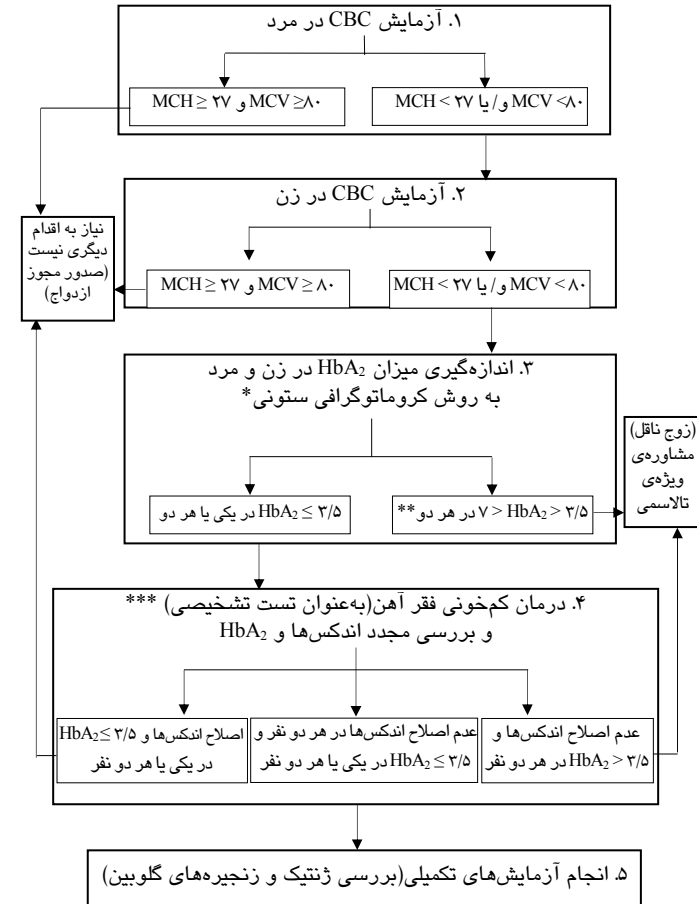 ۱. آزمایش CBC در مرد
MCV <۸۰ و/ یا MCH < ۲۷
MCV ≥۸۰ و MCH ≥ ۲۷
۲. آزمایش CBC در زن
MCV < ۸۰ و/ یا MCH < ۲۷
MCV ≥ ۸۰ و MCH ≥ ۲۷
نیاز به اقدام
دیگری نیست
(صدور مجوز
ازدواج)
۳. اندازه‌گیری میزان HbA₂ در زن و مرد
به روش کروماتوگرافی ستونی*
۷ > HbA₂ > ۳/۵ در هر دو**
HbA₂ ≤ ۳/۵ در یکی یا هر دو
(زوج ناقل)
مشاوره‌ی
ویژه‌ی
تالاسمی
۴. درمان کم‌خونی فقر آهن(به‌عنوان تست تشخیصی) ***
و بررسی مجدد اندکس‌ها و HbA₂
عدم اصلاح اندکس‌ها و
HbA₂ > ۳/۵ در هر دو نفر
عدم اصلاح اندکس‌ها در هر دو نفر و
HbA₂ ≤ ۳/۵ در یکی یا هر دو نفر
اصلاح اندکس‌ها و HbA₂≤ ۳/۵
در یکی یا هر دو نفر
۵. انجام آزمایش‌های تکمیلی(بررسی ژنتیک و زنجیره‌های گلوبین)